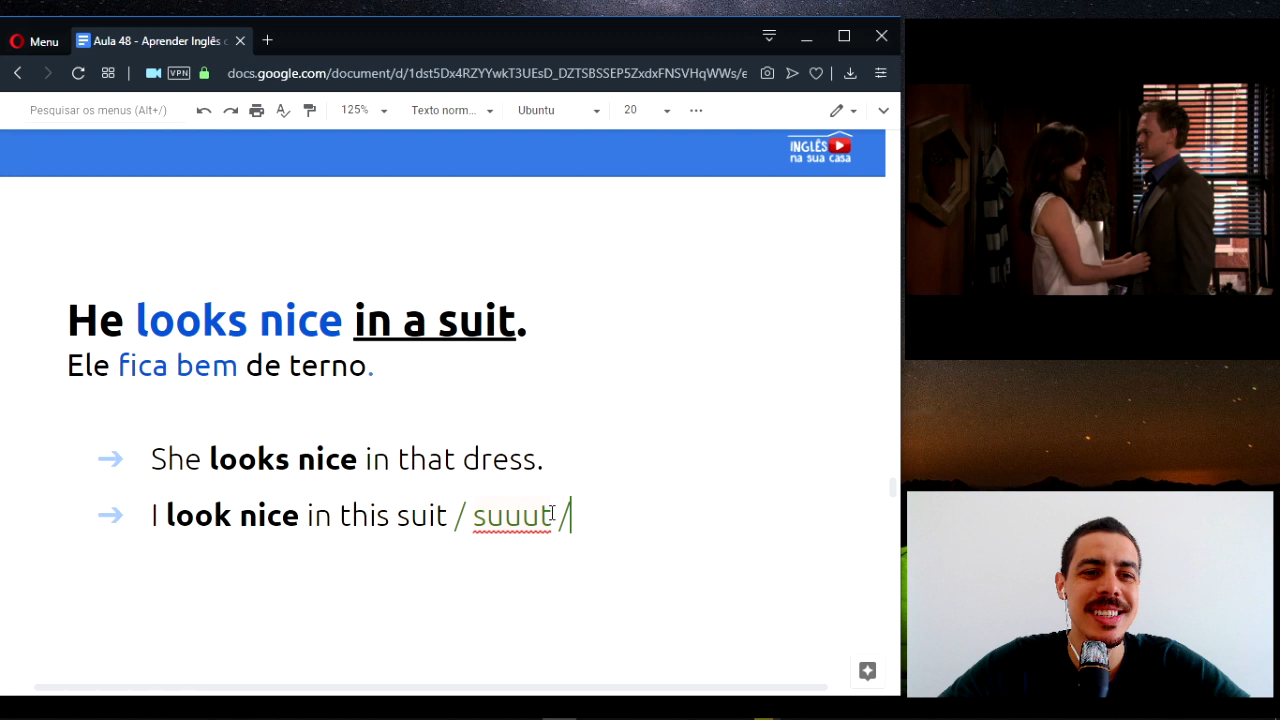 Menu
Aula 48 - Aprender Inglês c
VPN
docs.google.com/document/d/1dst5Dx4RZYYwkT3UEsD_DZTSBSSEP5ZxdxFNSVHqWWs/e
Pesquisar os menus (Alt+/)
125%
Texto norm...
Ubuntu
20
INGLÊS
na sua casa
He looks nice in a suit.
Ele fica bem de terno.
➔ She looks nice in that dress.
➔ I look nice in this suit / suuut /